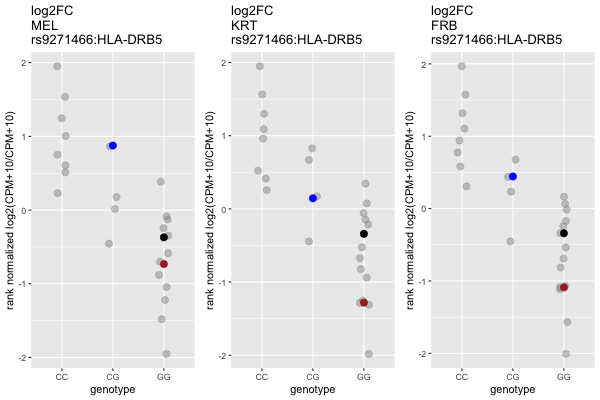 log2FC
MEL
rs9271466:HLA-DRB5
rank normalized log2(CPM+10/CPM+10)
2
1
0
-1
-2
CC CG GG
genotype
log2FC
KRT
rs9271466:HLA-DRB5
rank normalized log2(CPM+10/CPM+10)
2
1
0
-1
-2
CC CG GG
genotype
log2FC
FRB
rs9271466:HLA-DRB5
rank normalized log2(CPM+10/CPM+10)
2
1
0
-1
-2
CC CG GG
genotype